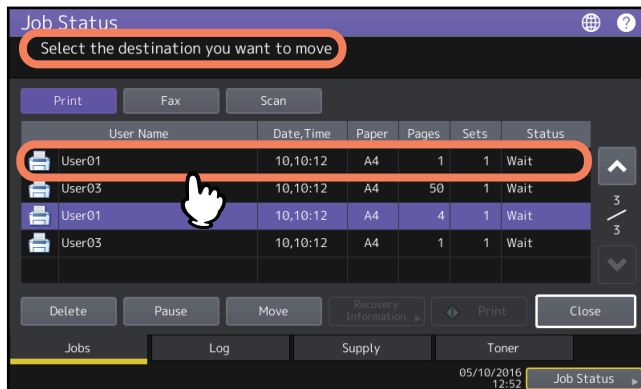 Job Status
?
Select the destination you want to move
Print Fax Scan
User Name Date,Time Paper Pages Sets Status
User01 10,10:12 A4 1 1 Wait
User03 10,10:12 A4 50 1 Wait
User01 10,10:12 A4 4 1 Wait
User03 10,10:12 A4 1 1 Wait
3
3
Delete Pause Move Recovery Information Print Close
Jobs Log Supply Toner
05/10/2016
12:52
Job Status